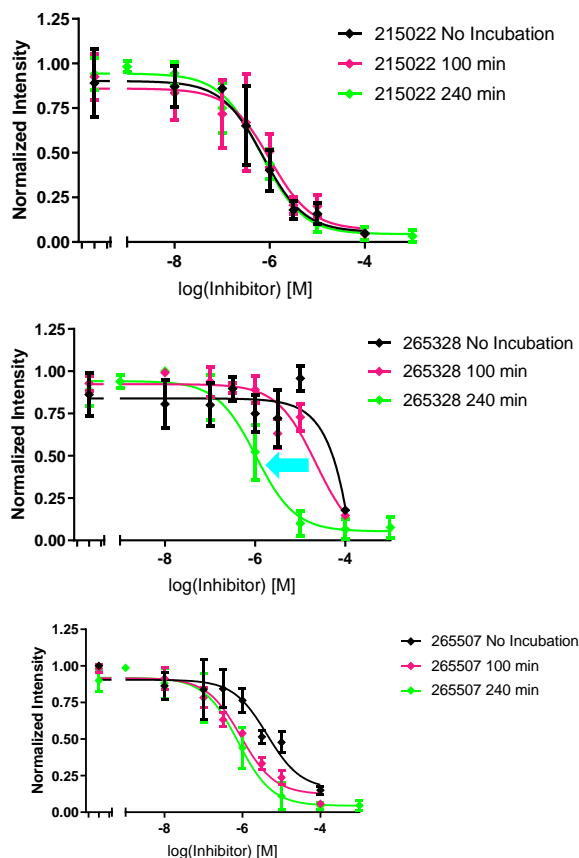 215022 No Incubation
215022 100 min
215022 240 min
Normalized Intensity
1.25
1.00
0.75
0.50
0.25
0.00
-8
-6
-4
log(Inhibitor) [M]
265328 No Incubation
265328 100 min
265328 240 min
Normalized Intensity
1.25
1.00
0.75
0.50
0.25
0.00
-8
-6
-4
log(Inhibitor) [M]
265507 No Incubation
265507 100 min
265507 240 min
Normalized Intensity
1.25
1.00
0.75
0.50
0.25
0.00
-8
-6
-4
log(Inhibitor) [M]